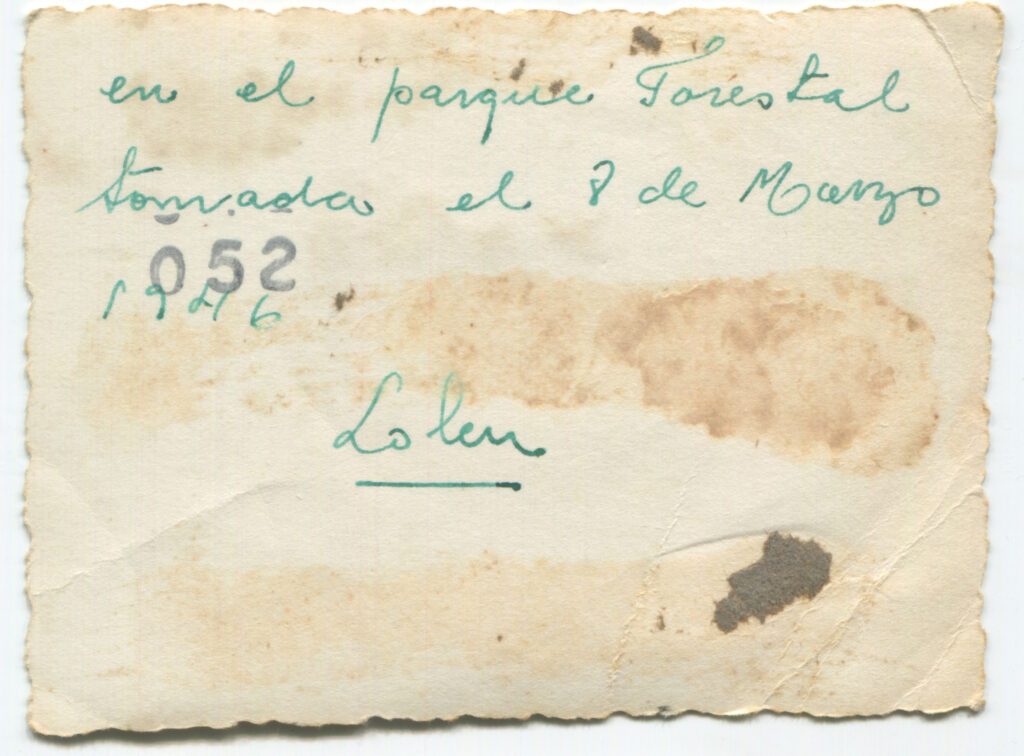 en el parque Forestal
tomada el 8 de Marzo
052
1946
Lolen